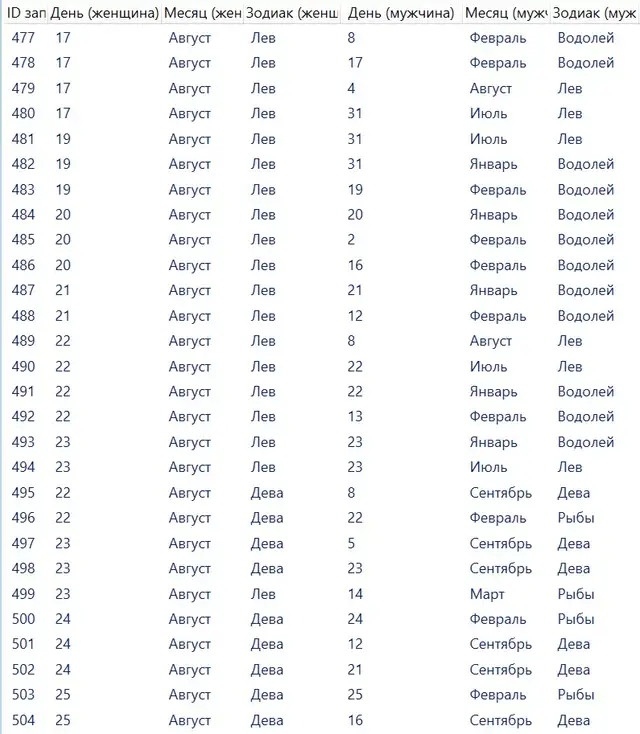 ID зап День (женщина) Месяц (жен Зодиак (женщ День (мужчина) Месяц (мужч Зодиак (муж
477 17 Август Лев 8 Февраль Водолей
478 17 Август Лев 17 Февраль Водолей
479 17 Август Лев 4 Август Лев
480 17 Август Лев 31 Июль Лев
481 19 Август Лев 31 Июль Лев
482 19 Август Лев 31 Январь Водолей
483 19 Август Лев 19 Февраль Водолей
484 20 Август Лев 20 Январь Водолей
485 20 Август Лев 2 Февраль Водолей
486 20 Август Лев 16 Февраль Водолей
487 21 Август Лев 21 Январь Водолей
488 21 Август Лев 12 Февраль Водолей
489 22 Август Лев 8 Август Лев
490 22 Август Лев 22 Июль Лев
491 22 Август Лев 22 Январь Водолей
492 22 Август Лев 13 Февраль Водолей
493 23 Август Лев 23 Январь Водолей
494 23 Август Лев 23 Июль Лев
495 22 Август Дева 8 Сентябрь Дева
496 22 Август Дева 22 Февраль Рыбы
497 23 Август Дева 5 Сентябрь Дева
498 23 Август Дева 23 Сентябрь Дева
499 23 Август Лев 14 Март Рыбы
500 24 Август Дева 24 Февраль Рыбы
501 24 Август Дева 12 Сентябрь Дева
502 24 Август Дева 21 Сентябрь Дева
503 25 Август Дева 25 Февраль Рыбы
504 25 Август Дева 16 Сентябрь Дева